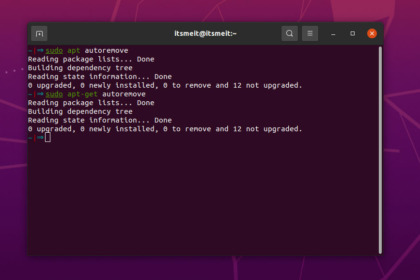 itsmeit@itsmeit:~
~|⇒ sudo apt autoremove
Reading package lists... Done
Building dependency tree
Reading state information... Done
0 upgraded, 0 newly installed, 0 to remove and 12 not upgraded.
~|⇒ sudo apt-get autoremove
Reading package lists... Done
Building dependency tree
Reading state information... Done
0 upgraded, 0 newly installed, 0 to remove and 12 not upgraded.
~|⇒